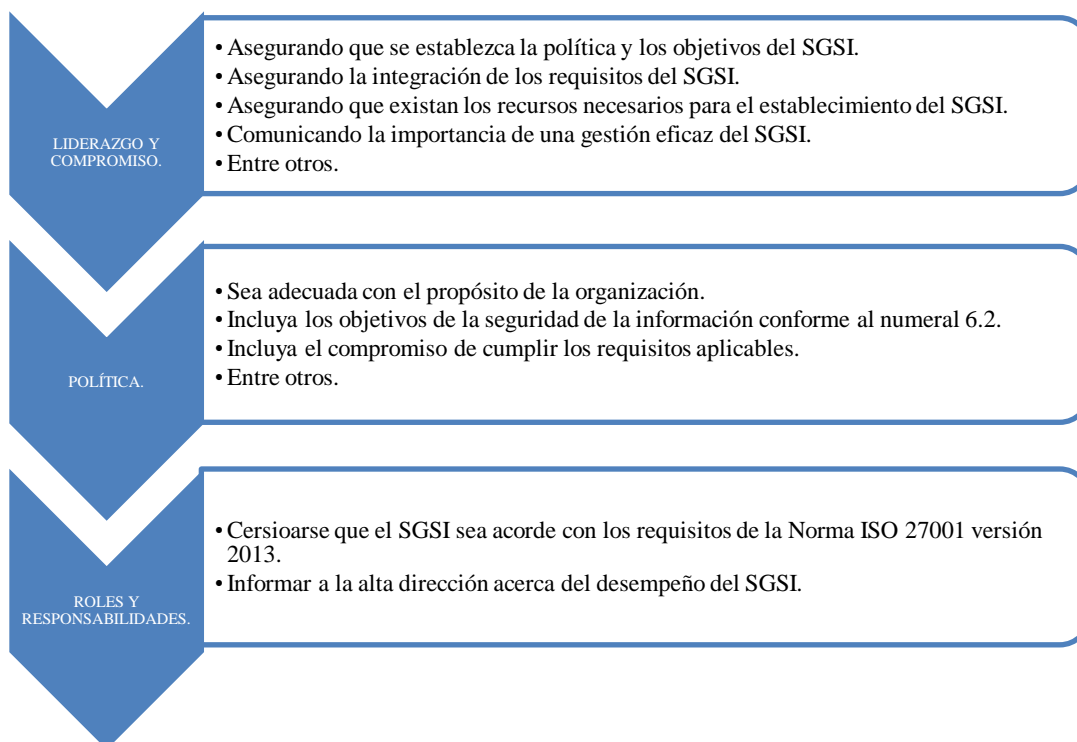 LIDERAZGO Y
COMPROMISO.
• Asegurando que se establezca la política y los objetivos del SGSI.
• Asegurando la integración de los requisitos del SGSI.
• Asegurando que existan los recursos necesarios para el establecimiento del SGSI.
• Comunicando la importancia de una gestión eficaz del SGSI.
• Entre otros.
POLÍTICA.
• Sea adecuada con el propósito de la organización.
• Incluya los objetivos de la seguridad de la información conforme al numeral 6.2.
• Incluya el compromiso de cumplir los requisitos aplicables.
• Entre otros.
ROLES Y
RESPONSABILIDADES.
• Cersioarse que el SGSI sea acorde con los requisitos de la Norma ISO 27001 versión
2013.
• Informar a la alta dirección acerca del desempeño del SGSI.